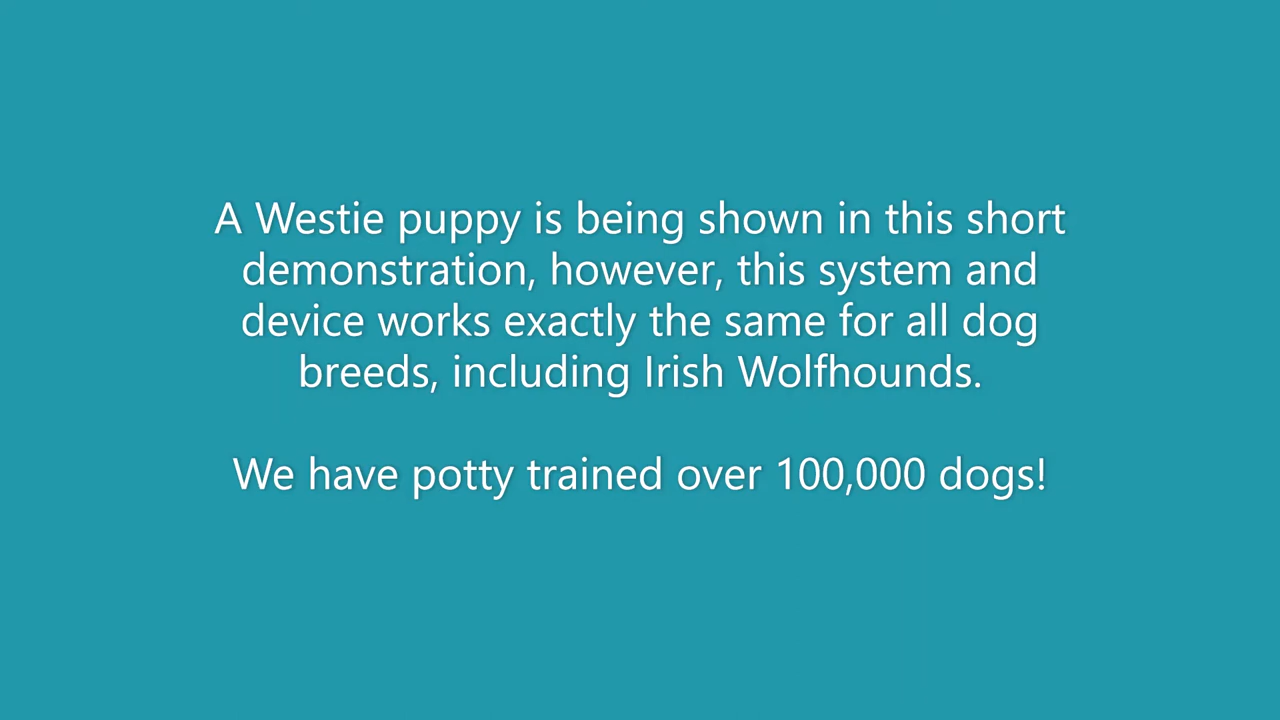 A Westie puppy is being shown in this short
demonstration, however, this system and
device works exactly the same for all dog
breeds, including Irish Wolfhounds.
We have potty trained over 100,000 dogs!